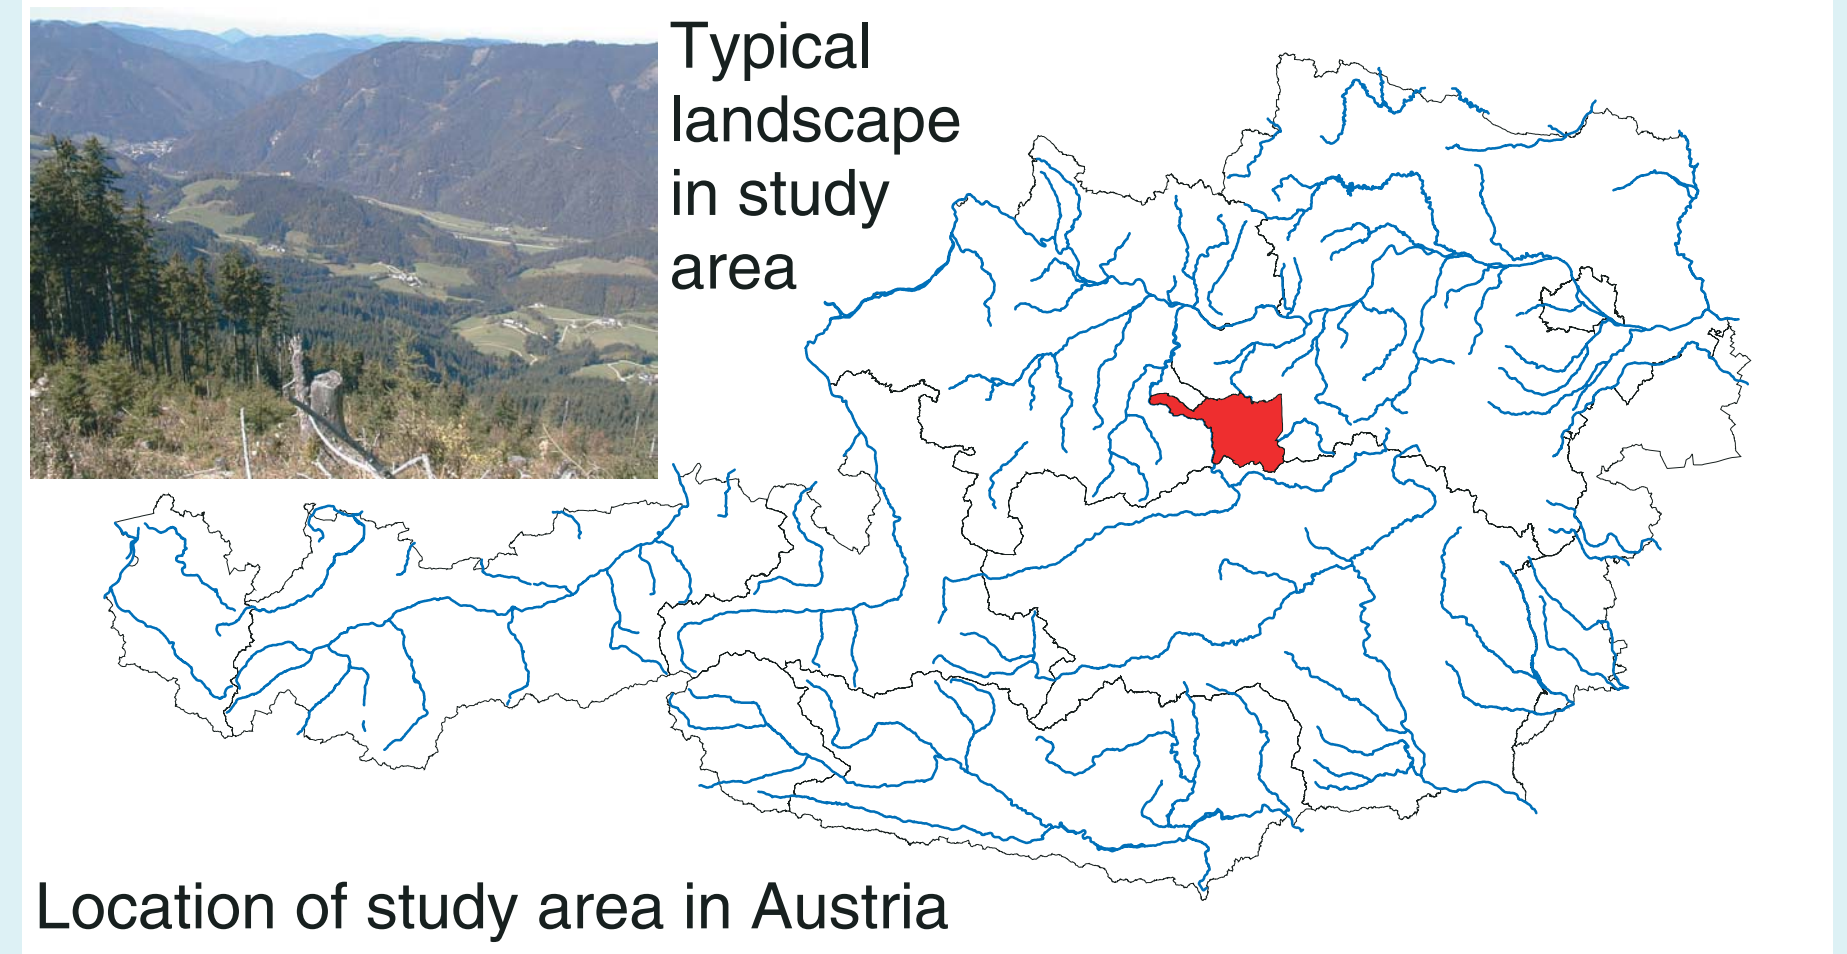 Typical
landscape
in study
area
Location of study area in Austria